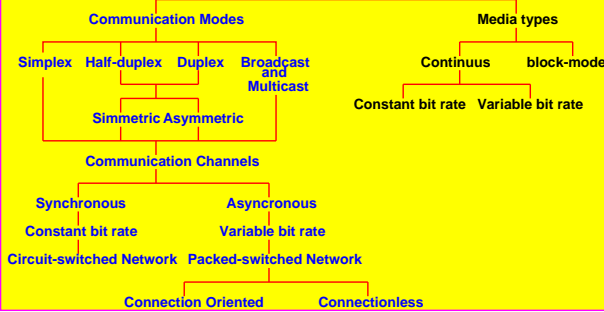 Communication Modes
Media types
Simplex Half-duplex Duplex Broadcast and Multicast
Continuus block-mode
Constant bit rate Variable bit rate
Simmetric Asymmetric
Communication Channels
Synchronous Asyncronous
Constant bit rate Variable bit rate
Circuit-switched Network Packed-switched Network
Connection Oriented Connectionless